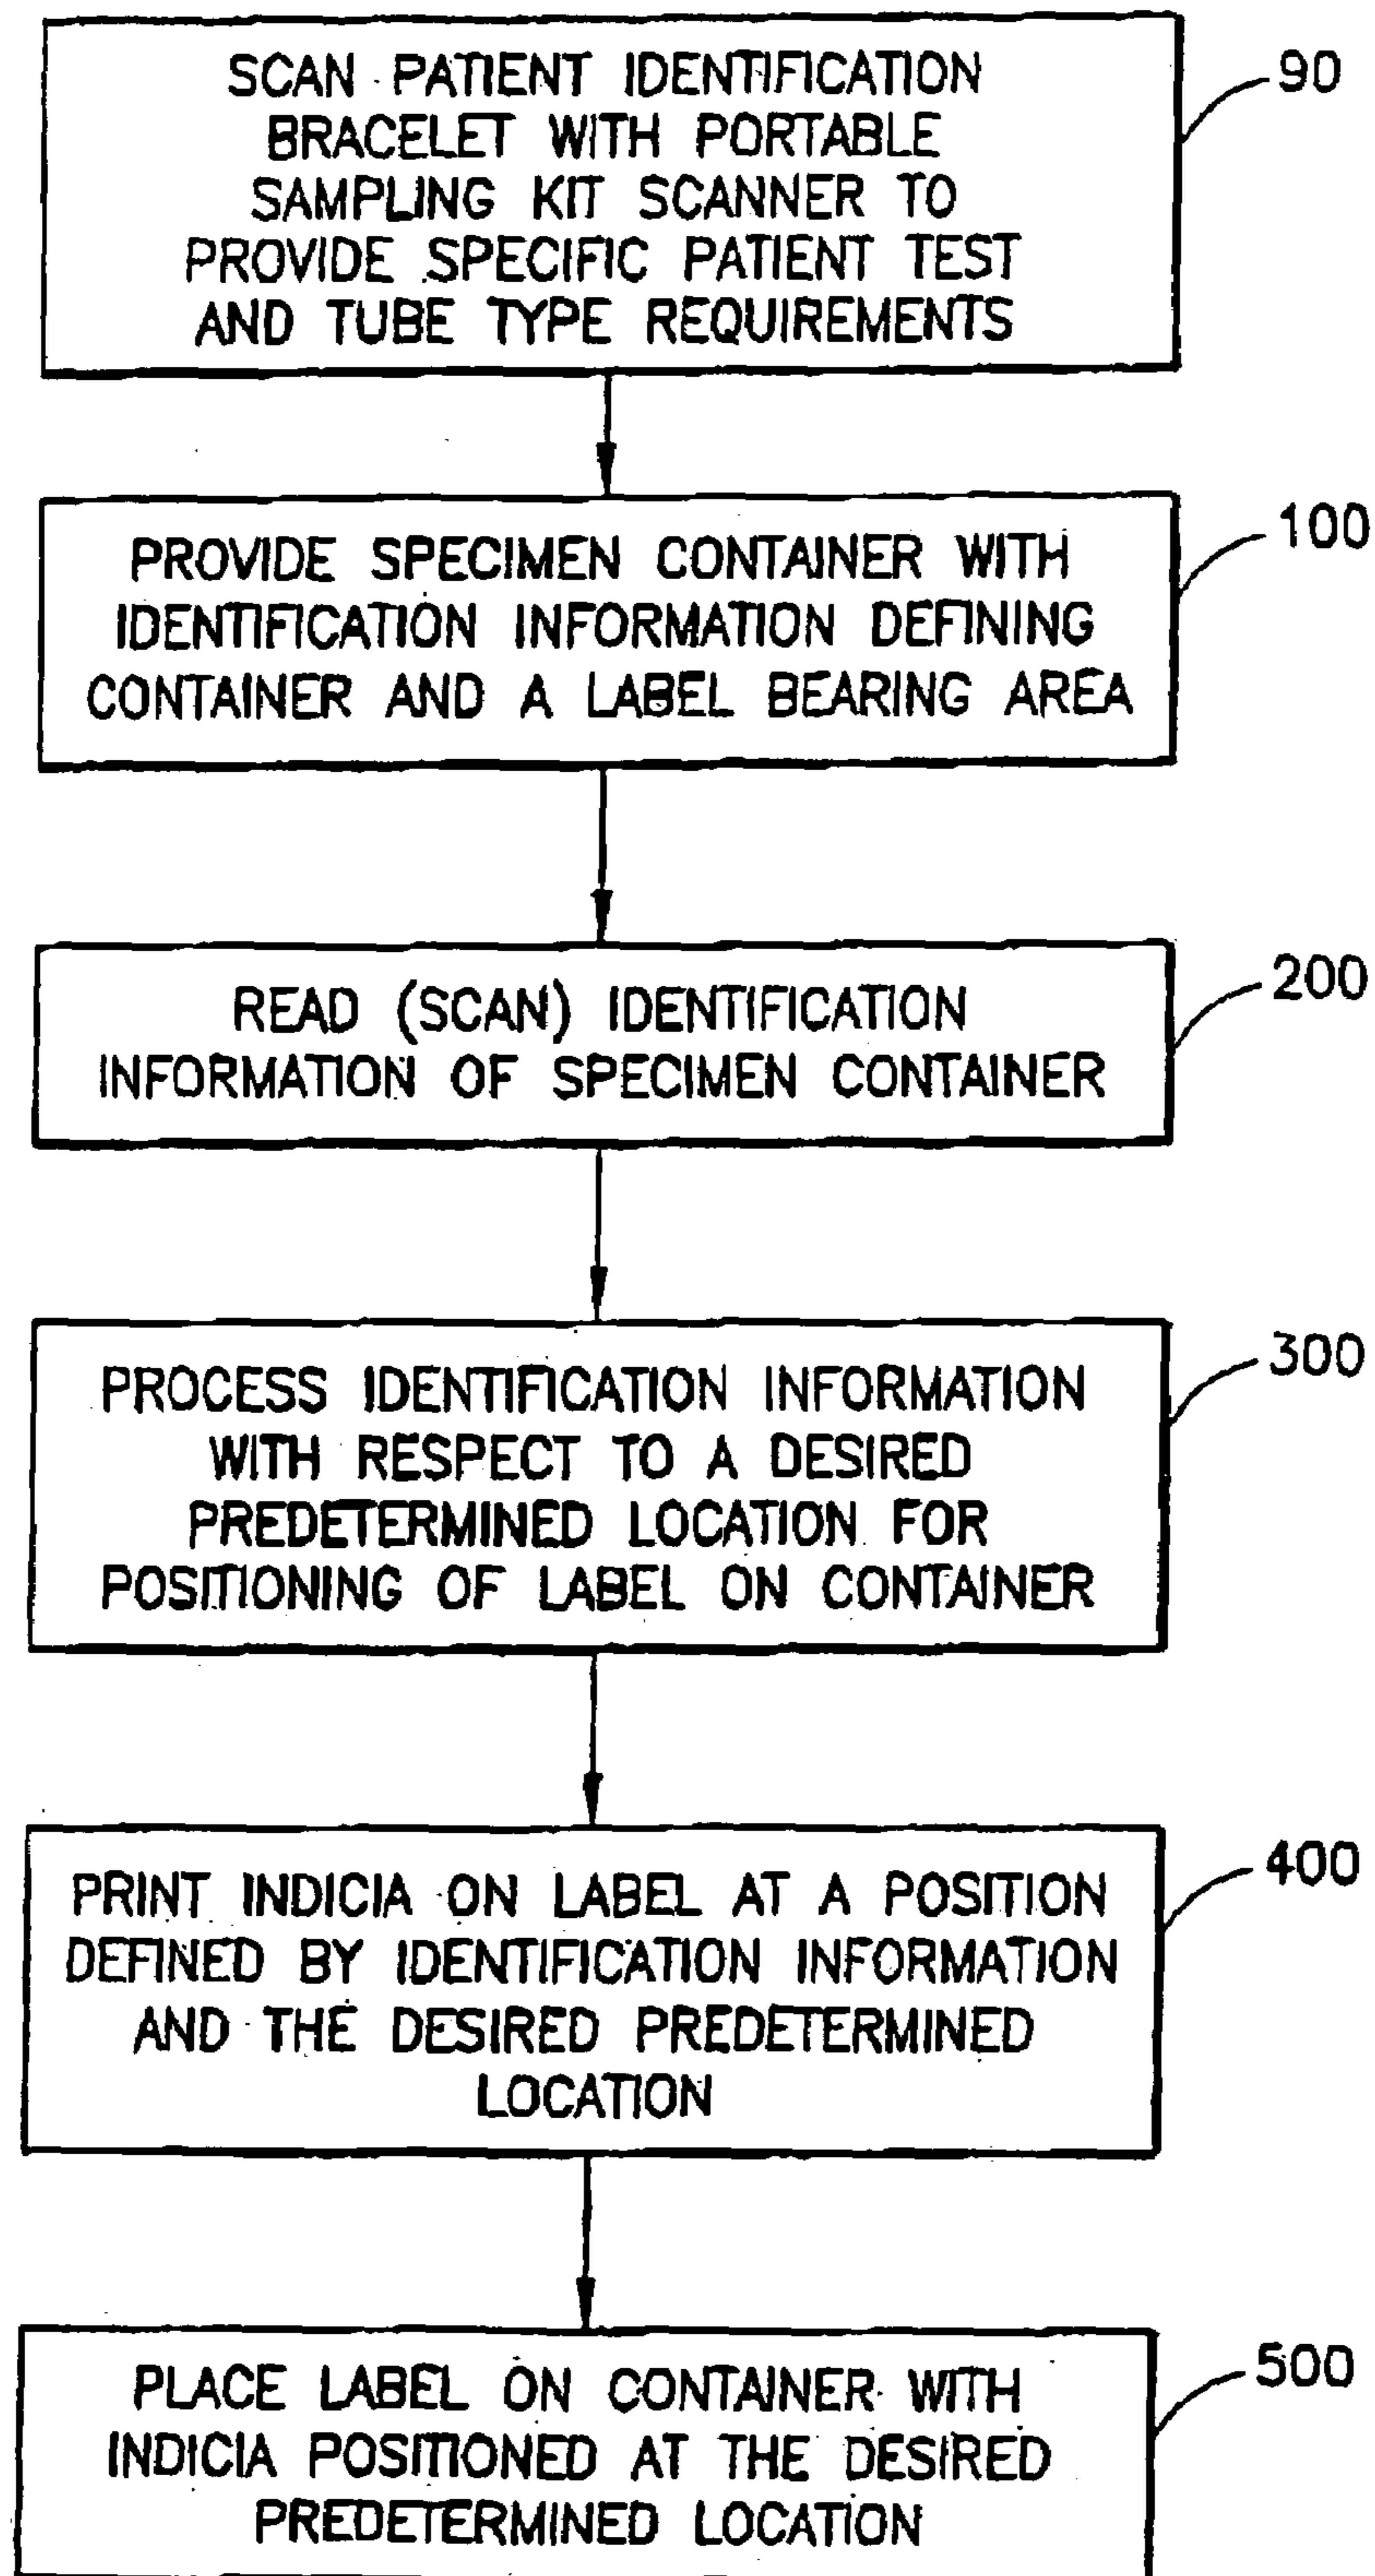 SCAN PATIENT IDENTIFICATION
BRACELET WITH PORTABLE
SAMPLING KIT SCANNER TO
PROVIDE SPECIFIC PATIENT TEST
AND TUBE TYPE REQUIREMENTS
90
PROVIDE SPECIMEN CONTAINER WITH
IDENTIFICATION INFORMATION DEFINING
CONTAINER AND A LABEL BEARING AREA
100
READ (SCAN) IDENTIFICATION
INFORMATION OF SPECIMEN CONTAINER
200
PROCESS IDENTIFICATION INFORMATION
WITH RESPECT TO A DESIRED
PREDETERMINED LOCATION FOR
POSITIONING OF LABEL ON CONTAINER
300
PRINT INDICIA ON LABEL AT A POSITION
DEFINED BY IDENTIFICATION INFORMATION
AND THE DESIRED PREDETERMINED
LOCATION
400
PLACE LABEL ON CONTAINER WITH
INDICIA POSITIONED AT THE DESIRED
PREDETERMINED LOCATION
500